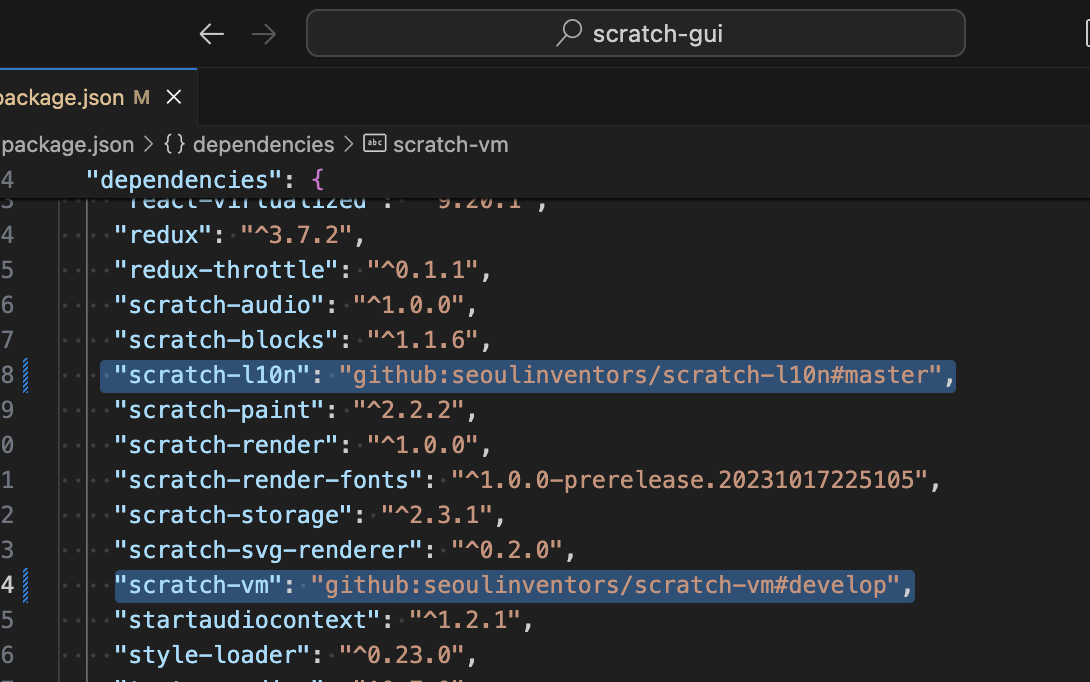 scratch-gui
package.json M
package.json > {} dependencies > abc scratch-vm
4 "dependencies": {
3 "react-virtualized": "^9.20.1",
4 "redux": "^3.7.2",
5 "redux-throttle": "^0.1.1",
6 "scratch-audio": "^1.0.0",
7 "scratch-blocks": "^1.1.6",
8 "scratch-l10n": "github:seoulinventors/scratch-l10n#master",
9 "scratch-paint": "^2.2.2",
0 "scratch-render": "^1.0.0",
1 "scratch-render-fonts": "^1.0.0-prerelease.20231017225105",
2 "scratch-storage": "^2.3.1",
3 "scratch-svg-renderer": "^0.2.0",
4 "scratch-vm": "github:seoulinventors/scratch-vm#develop",
5 "startaudiocontext": "^1.2.1",
6 "style-loader": "^0.23.0",